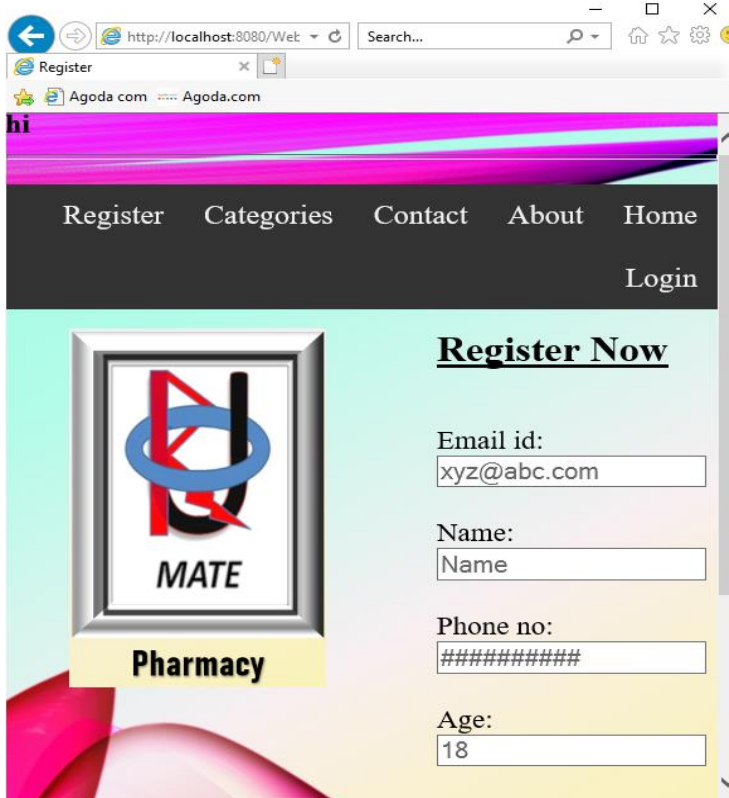 http://localhost:8080/Web
Search...
Register
Agoda com Agoda.com
hi
Register Categories Contact About Home
Login
MATE
Pharmacy
Register Now
Email id:
xyz@abc.com
Name:
Name
Phone no:
##########
Age:
18